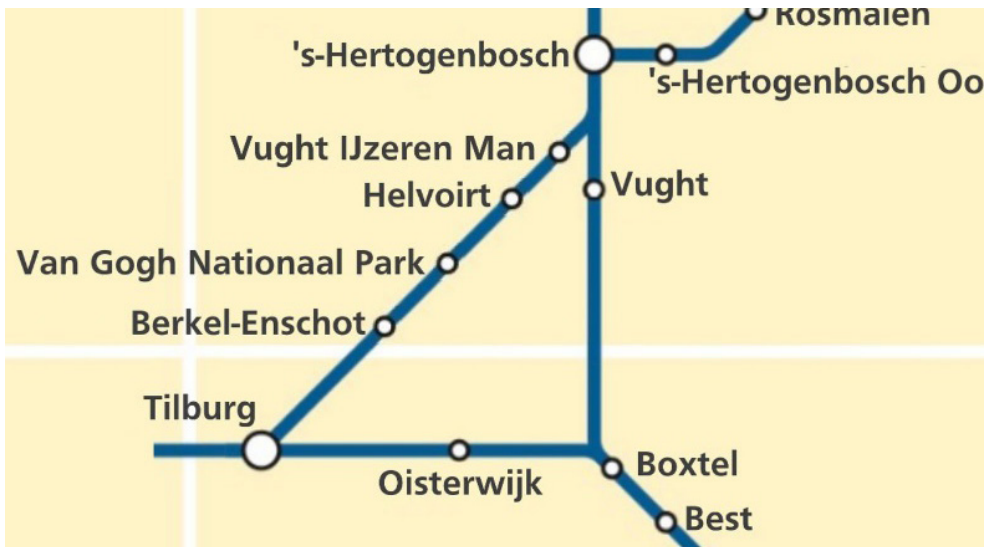 Rosmalen
's-Hertogenbosch
's-Hertogenbosch Oo
Vught IJzeren Man
Vught
Helvoirt
Van Gogh Nationaal Park
Berkel-Enschot
Tilburg
Oisterwijk
Boxtel
Best